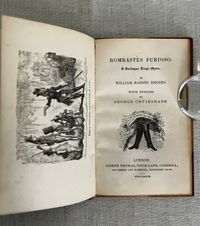 BOMBASTES FURIOSO:
A Burlesque Tragic Opera.
BY
WILLIAM BARNES RHODES
WITH DESIGNS
BY
GEORGE CRUIKSHANK
LONDON:
JOSEPH THOMAS, FINCH LANE, CORNHILL,